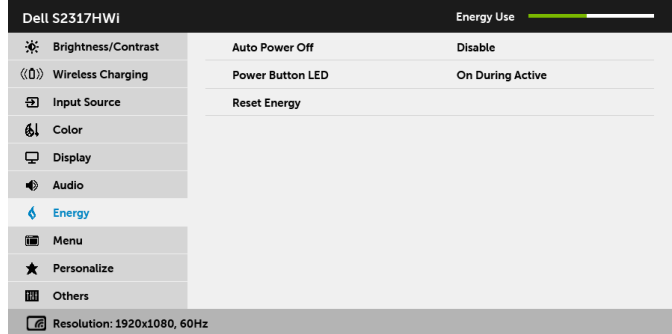 Dell S2317HWi
Energy Use
Brightness/Contrast
Auto Power Off
Disable
Wireless Charging
Power Button LED
On During Active
Input Source
Reset Energy
Color
Display
Audio
Energy
Menu
Personalize
Others
Resolution: 1920x1080, 60Hz